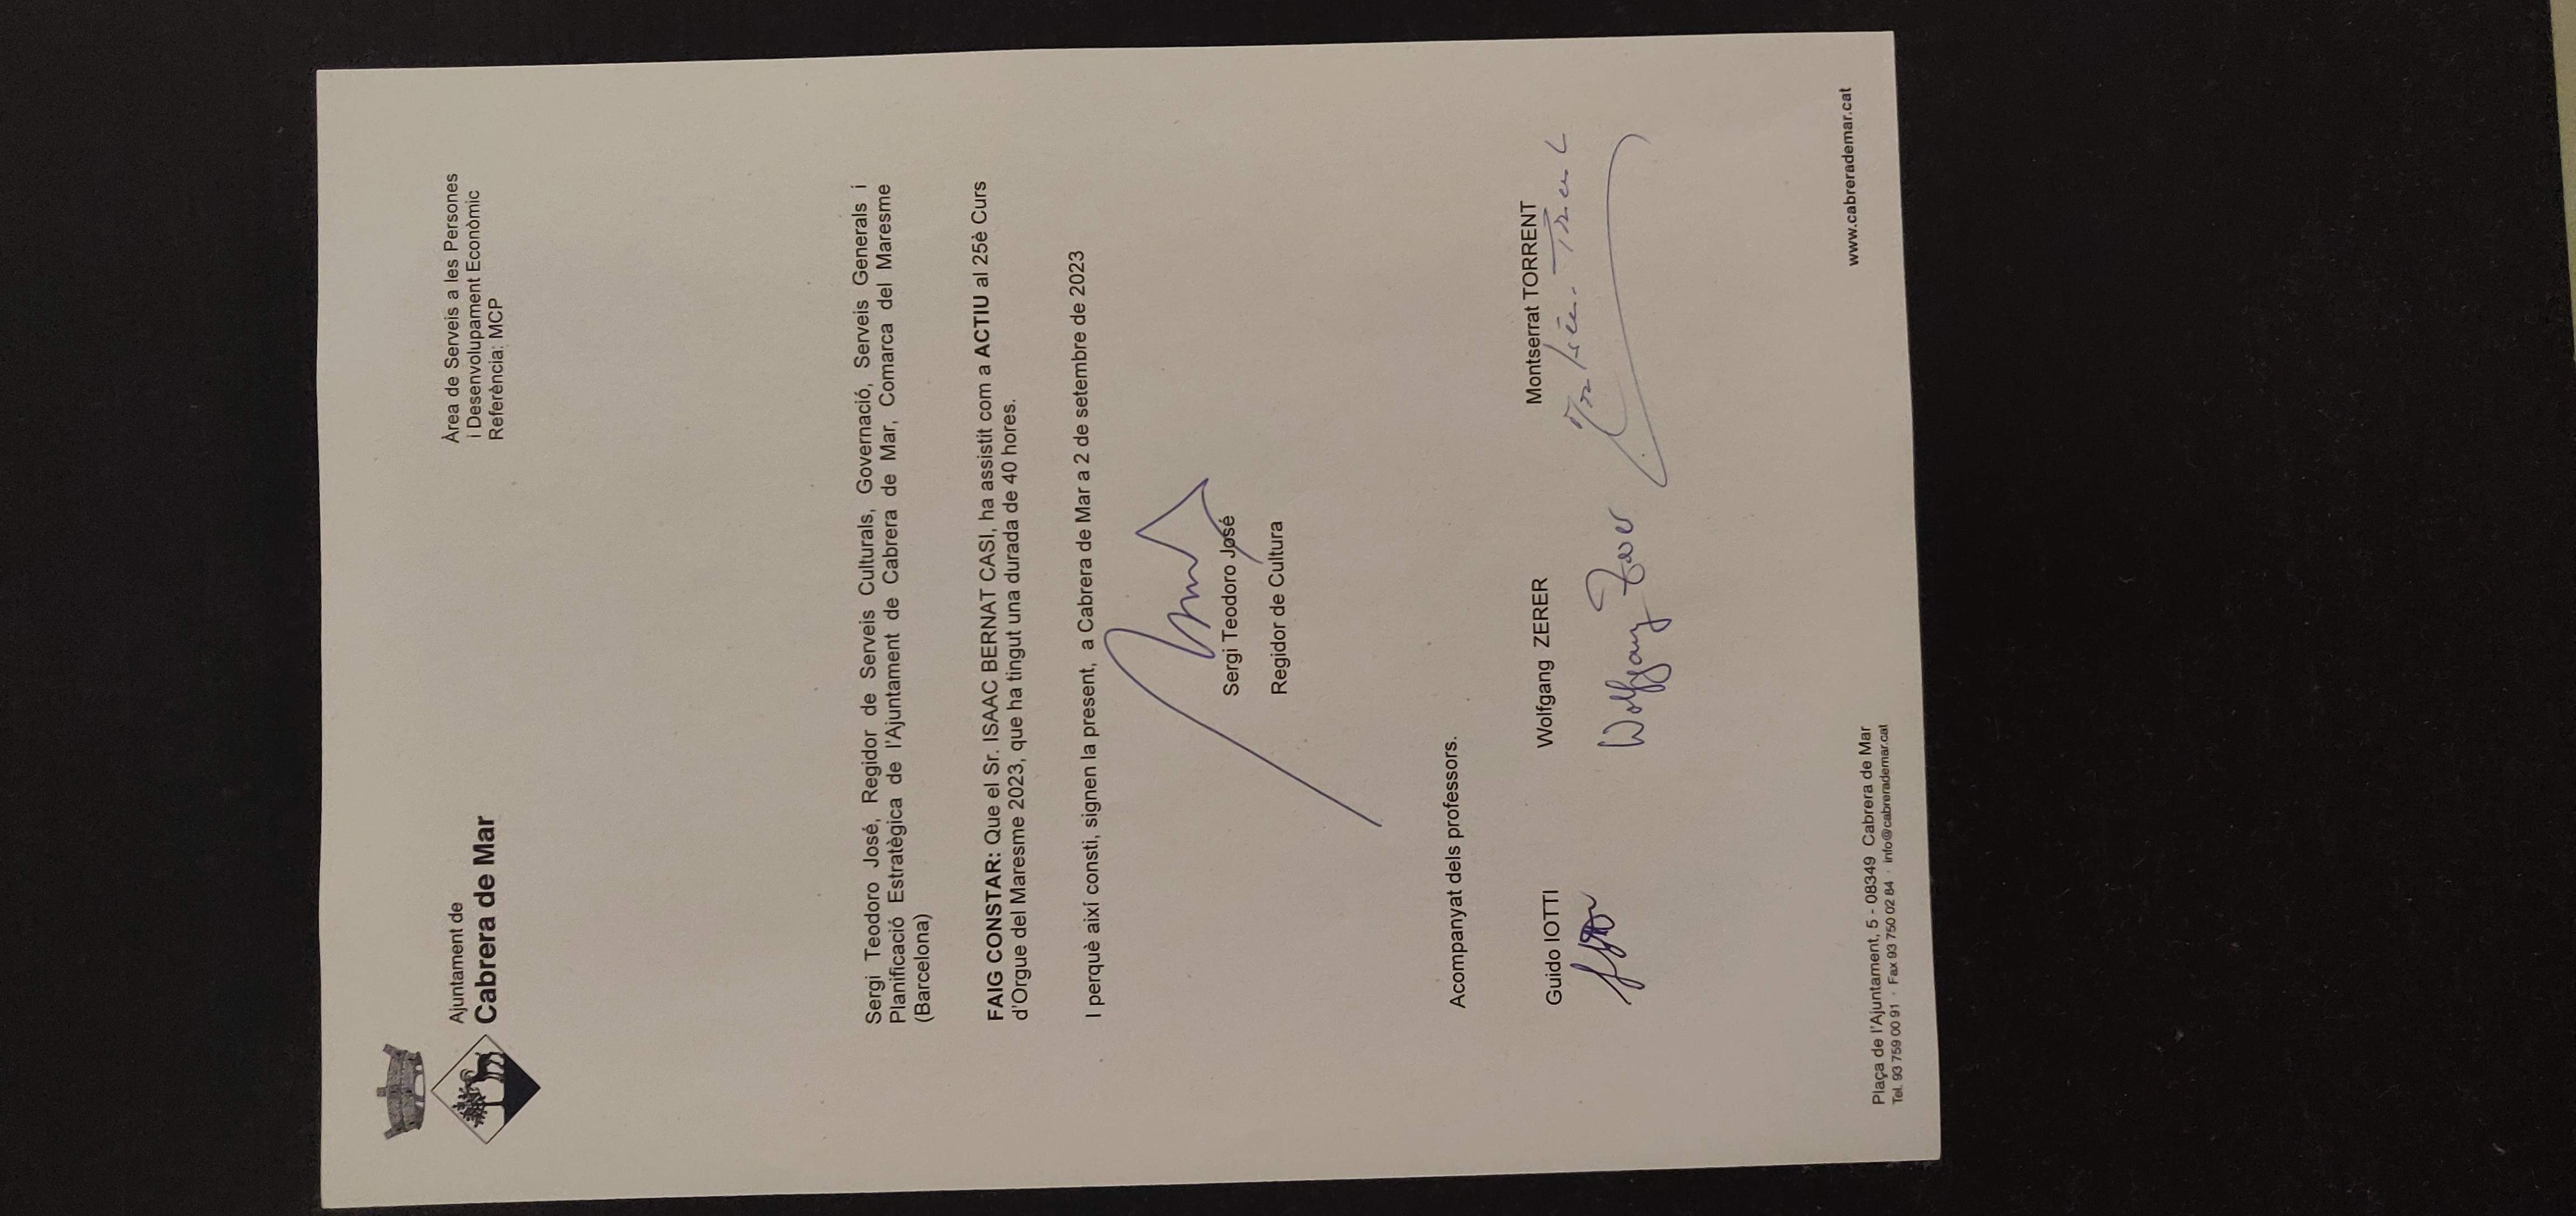 Ajuntament de
Cabrera de Mar
Àrea de Serveis a les Persones
i Desenvolupament Econòmic
Referència: MCP
Sergi Teodoro José, Regidor de Serveis Culturals, Governació, Serveis Generals i
Planificació Estratègica de l'Ajuntament de Cabrera de Mar, Comarca del Maresme
(Barcelona)
FAIG CONSTAR: Que el Sr. ISAAC BERNAT CASI, ha assistit com a ACTIU al 25è Curs
d'Orgue del Maresme 2023, que ha tingut una durada de 40 hores.
I perquè així consti, signen la present, a Cabrera de Mar a 2 de setembre de 2023
Sergi Teodoro José
Regidor de Cultura
Acompanyat dels professors.
Guido IOTTI
Wolfgang ZERER
Montserrat TORRENT
Wolfgang Zerer
Plaça de l'Ajuntament, 5 - 08349 Cabrera de Mar
Tel. 93 759 00 91 · Fax 93 750 02 84 · info@cabrerademar.cat
www.cabrerademar.cat